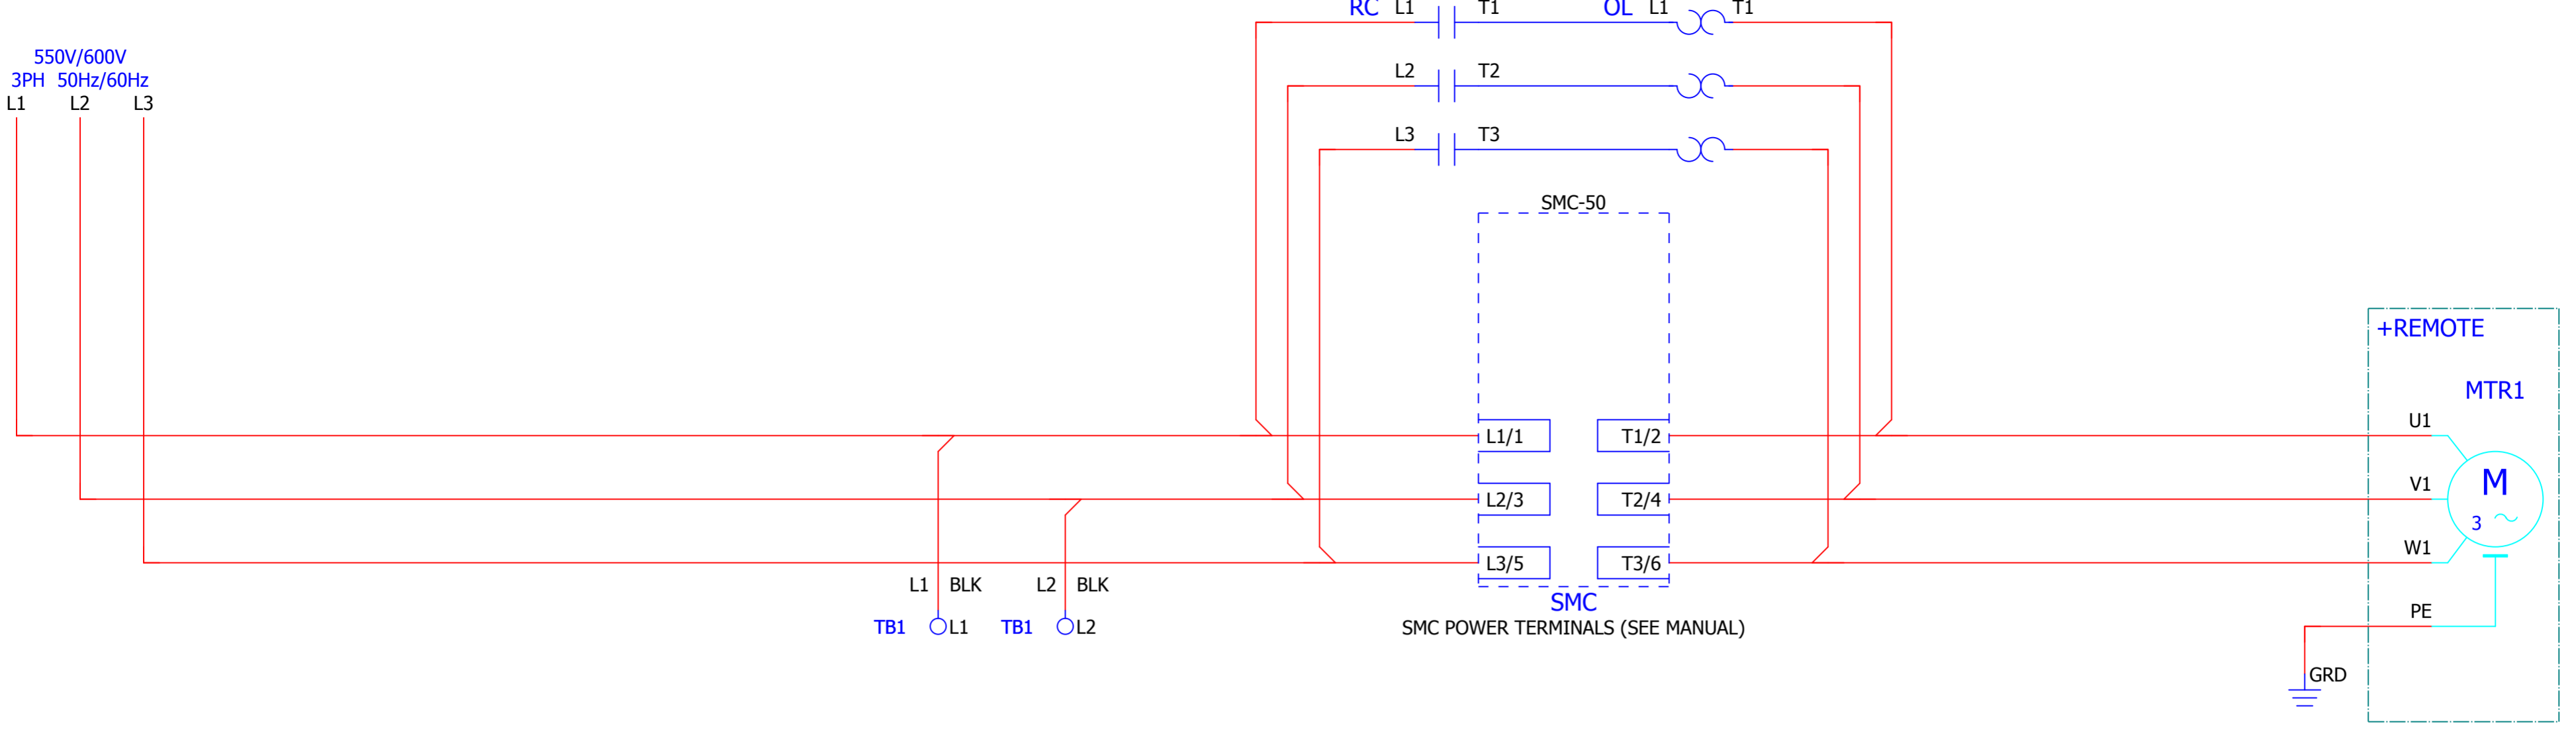 RC L1 T1 OL L1 T1
550V/600V
3PH 50Hz/60Hz
L1 L2 L3
L2 T2
L3 T3
SMC-50
+REMOTE
MTR1
U1
L1/1 T1/2
V1
M
3
L2/3 T2/4
W1
L3/5 T3/6
L1 BLK L2 BLK
SMC
PE
TB1 L1 TB1 L2
SMC POWER TERMINALS (SEE MANUAL)
GRD